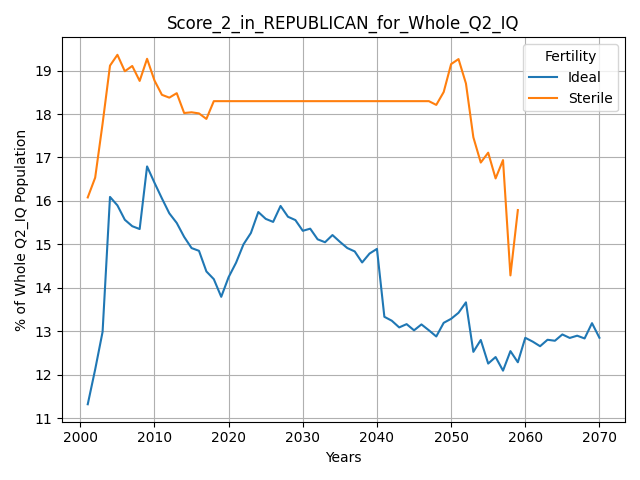 Score_2_in_REPUBLICAN_for_Whole_Q2_IQ
Fertility
Ideal
Sterile
% of Whole Q2_IQ Population
19
18
17
16
15
14
13
12
11
2000 2010 2020 2030 2040 2050 2060 2070
Years